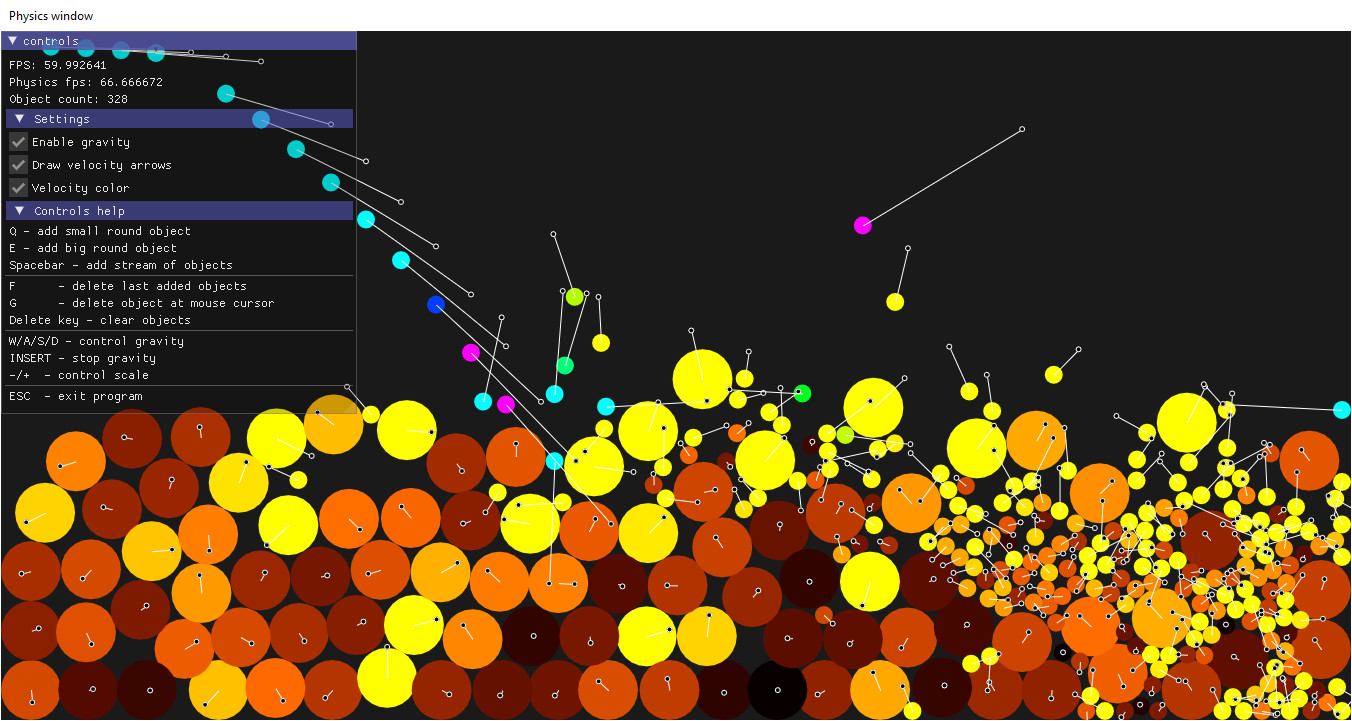 Physics window
controls
FPS: 59.992641
Physics fps: 66.666672
Object count: 328
Settings
Enable gravity
Draw velocity arrows
Velocity color
Controls help
Q - add small round object
E - add big round object
Spacebar - add stream of objects
F - delete last added objects
G - delete object at mouse cursor
Delete key - clear objects
W/A/S/D - control gravity
INSERT - stop gravity
-/+ - control scale
ESC - exit program